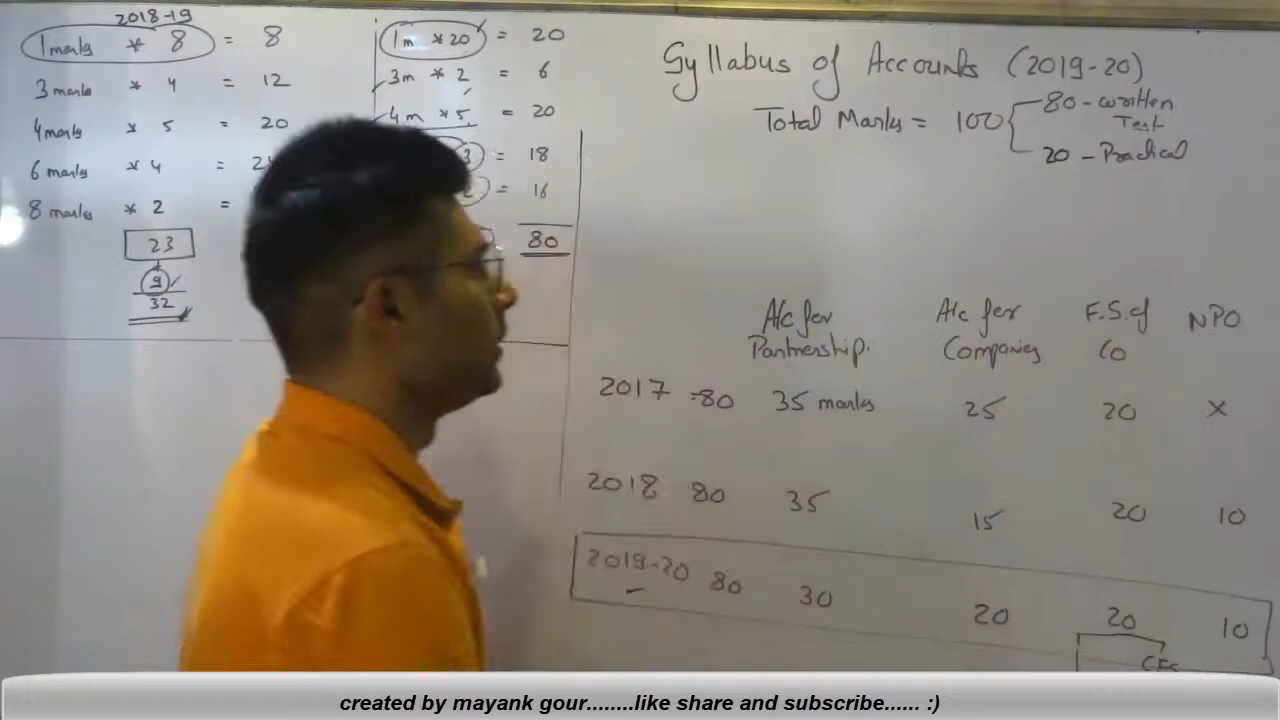 2018-19
1marks * 8 = 8
3 marks * 4 = 12
4marks * 5 = 20
6 marks * 4 = 2
8 marks * 2 =
23
9
32
1m * 20 = 20
3m * 2 = 6
4m * 5 = 20
3 = 18
= 16
80
Syllabus of Accounts (2019-20)
Total Marks = 100
80 - written Test
20 - Practical
A/c for Partnership.
A/c for Companies
F.S. of Co
NPO
2017 = 80 35 marks 25 20 X
2018 80 35 15 20 10
2019-20 80 30 20 20 10
created by mayank gour........like share and subscribe...... :)